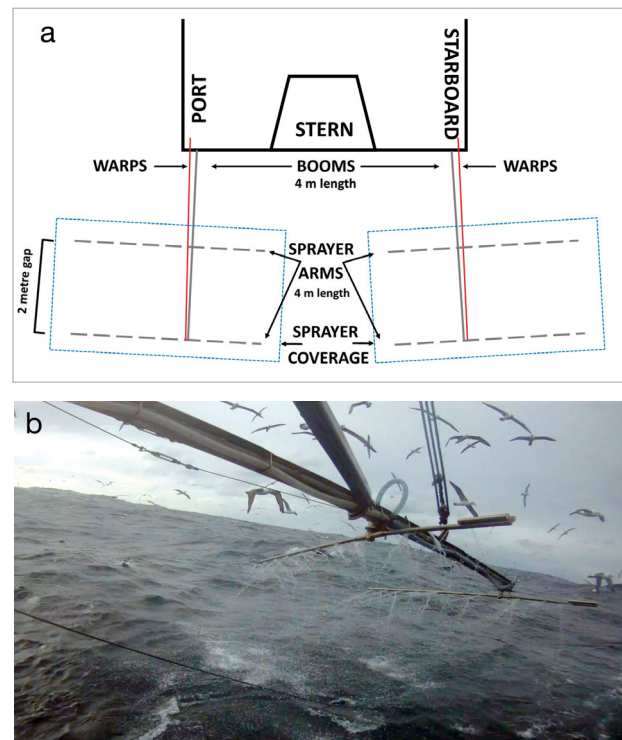 a
PORT
STERN
STARBOARD
WARPS
BOOMS
4 m length
WARPS
2 metre gap
SPRAYER
ARMS
4 m length
SPRAYER
COVERAGE
b